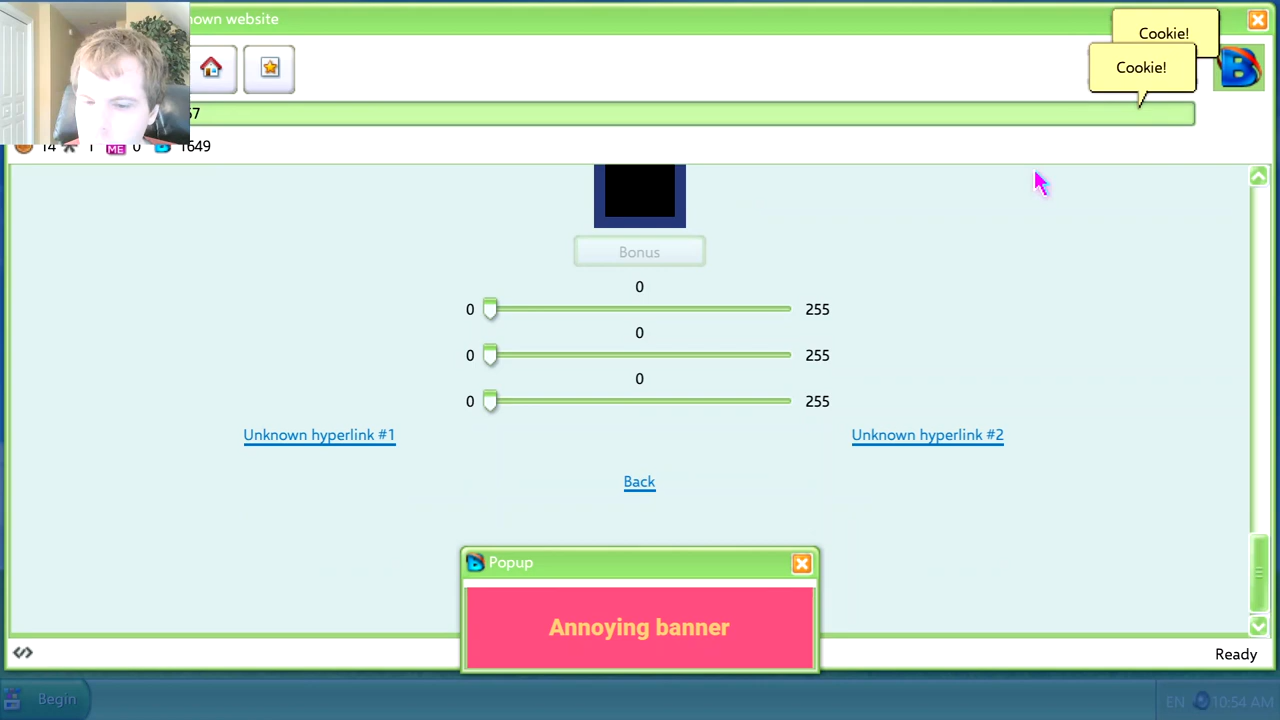 nown website
Cookie!
Cookie!
57
14 1 ME 0 1649
Bonus
0
0 255
0
0 255
0
0 255
Unknown hyperlink #1 Unknown hyperlink #2
Back
Popup
Annoying banner
Ready
Begin
EN 10:54 AM